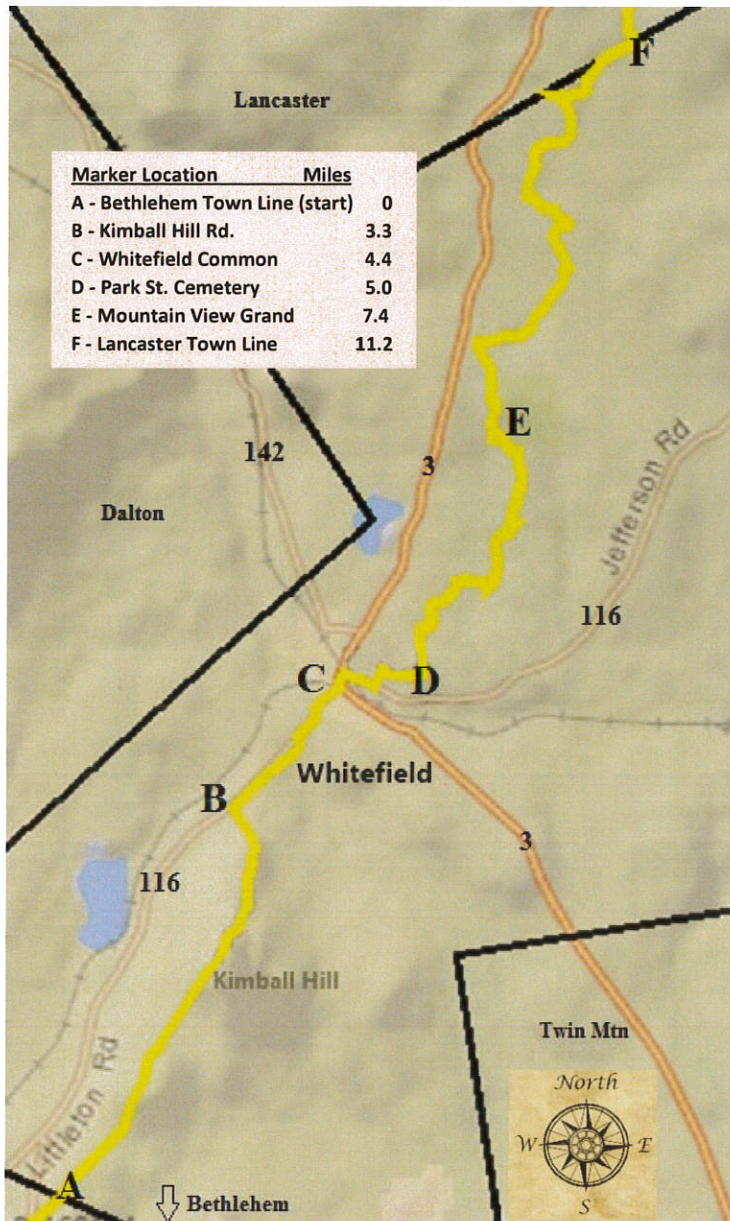 F
Lancaster
Marker Location Miles
A - Bethlehem Town Line (start) 0
B - Kimball Hill Rd. 3.3
C - Whitefield Common 4.4
D - Park St. Cemetery 5.0
E - Mountain View Grand 7.4
F - Lancaster Town Line 11.2
E
142
3
Dalton
Jefferson Rd
116
C
D
Whitefield
B
3
116
Kimball Hill
Twin Mtn
North
W E
S
Littleton Rd
A
Bethlehem